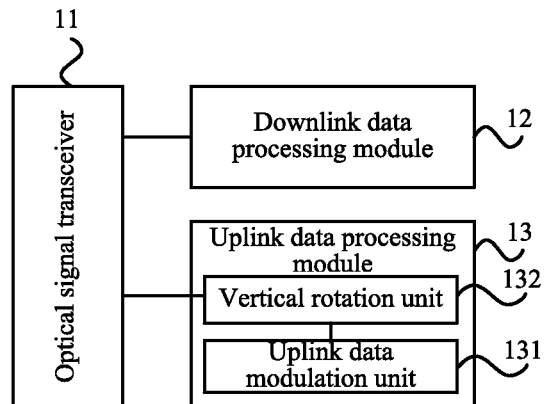 11
Optical signal transceiver
Downlink data
processing module
12
Uplink data processing
module
13
Vertical rotation unit
132
Uplink data
modulation unit
131